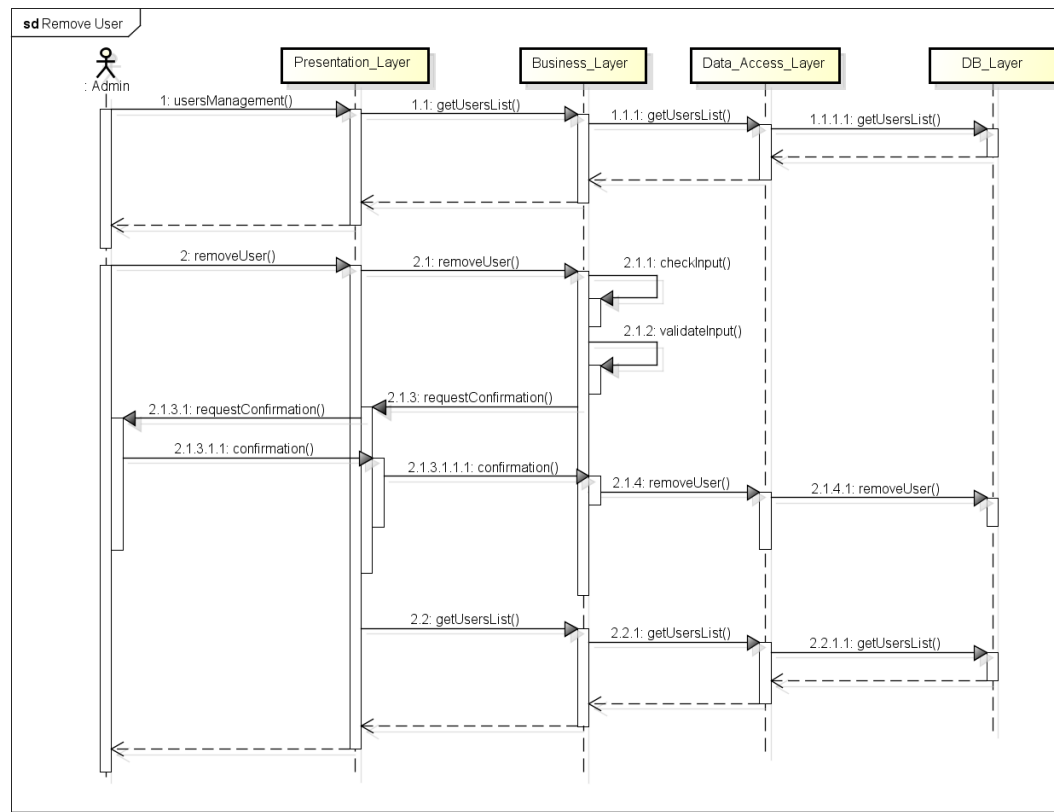 sd Remove User
: Admin
Presentation_Layer
Business_Layer
Data_Access_Layer
DB_Layer
1: usersManagement()
1.1: getUsersList()
1.1.1: getUsersList()
1.1.1.1: getUsersList()
2: removeUser()
2.1: removeUser()
2.1.1: checkInput()
2.1.2: validateInput()
2.1.3: requestConfirmation()
2.1.3.1: requestConfirmation()
2.1.3.1.1: confirmation()
2.1.3.1.1.1: confirmation()
2.1.4: removeUser()
2.1.4.1: removeUser()
2.2: getUsersList()
2.2.1: getUsersList()
2.2.1.1: getUsersList()